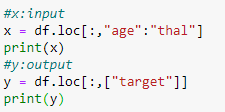 #x:input
x = df.loc[:,"age":"thal"]
print(x)
#y:output
y = df.loc[:,["target"]]
print(y)